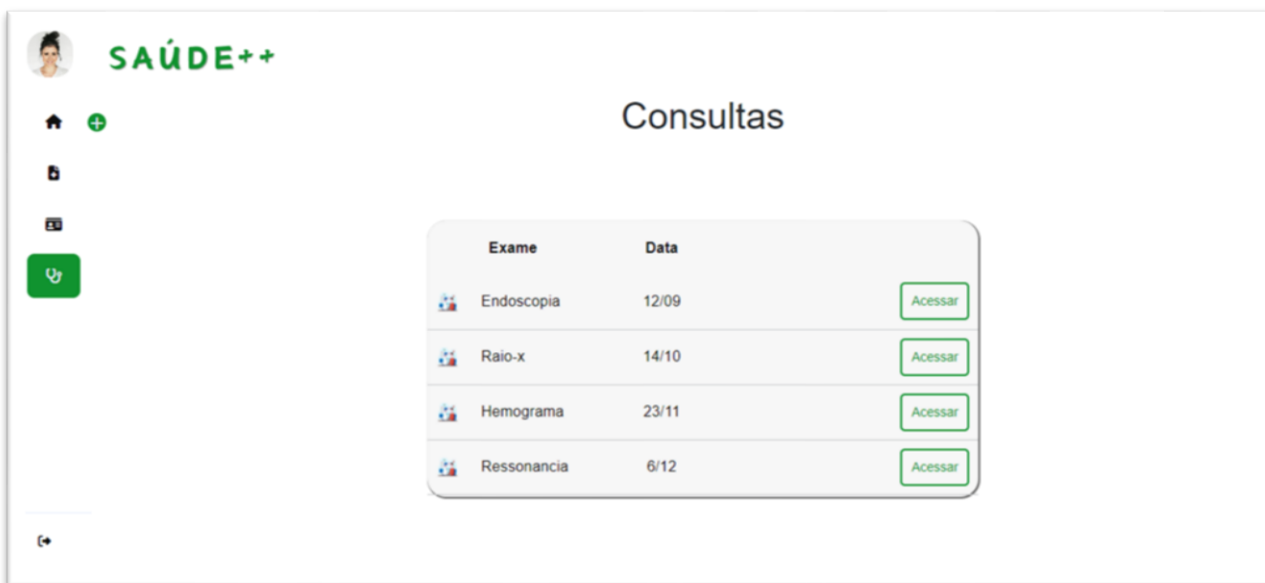 SAÚDE++
Consultas
Exame Data
Endoscopia 12/09 Acessar
Raio-x 14/10 Acessar
Hemograma 23/11 Acessar
Ressonancia 6/12 Acessar